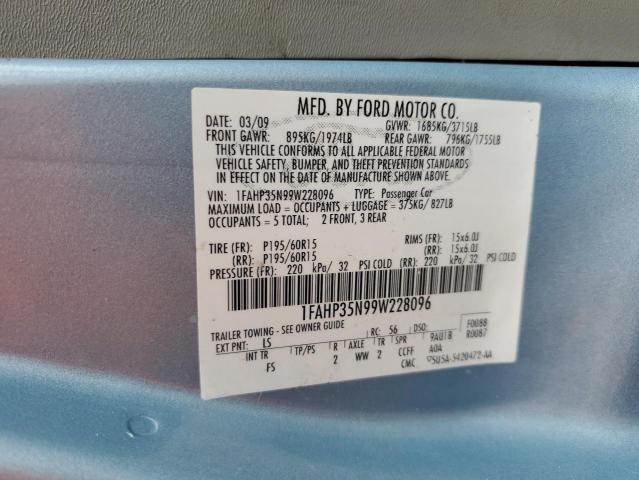 MFD. BY FORD MOTOR CO.
DATE: 03/09 GVWR: 1685KG/3715LB
FRONT GAWR: 895KG/1974LB REAR GAWR: 796KG/1755LB
THIS VEHICLE CONFORMS TO ALL APPLICABLE FEDERAL MOTOR
VEHICLE SAFETY, BUMPER, AND THEFT PREVENTION STANDARDS
IN EFFECT ON THE DATE OF MANUFACTURE SHOWN ABOVE.
VIN: 1FAHP35N99W228096 TYPE: Passenger Car
MAXIMUM LOAD = OCCUPANTS + LUGGAGE = 375KG/ 827LB
OCCUPANTS = 5 TOTAL: 2 FRONT, 3 REAR
TIRE (FR): P195/60R15 RIMS (FR): 15x6.0J
(RR): P195/60R15 (RR): 15x6.0J
PRESSURE (FR): 220 kPa/ 32 PSI COLD (RR): 220 kPa/ 32 PSI COLD
1FAHP35N99W228096
TRAILER TOWING - SEE OWNER GUIDE
EXT PNT: LS RC: 56 DSO: F0088
INT TR TP/PS R AXLE TR SPR 9AU1B R0087
FS 2 WW 2 CCFF AOA
CMC 5U5A-5420472-AA